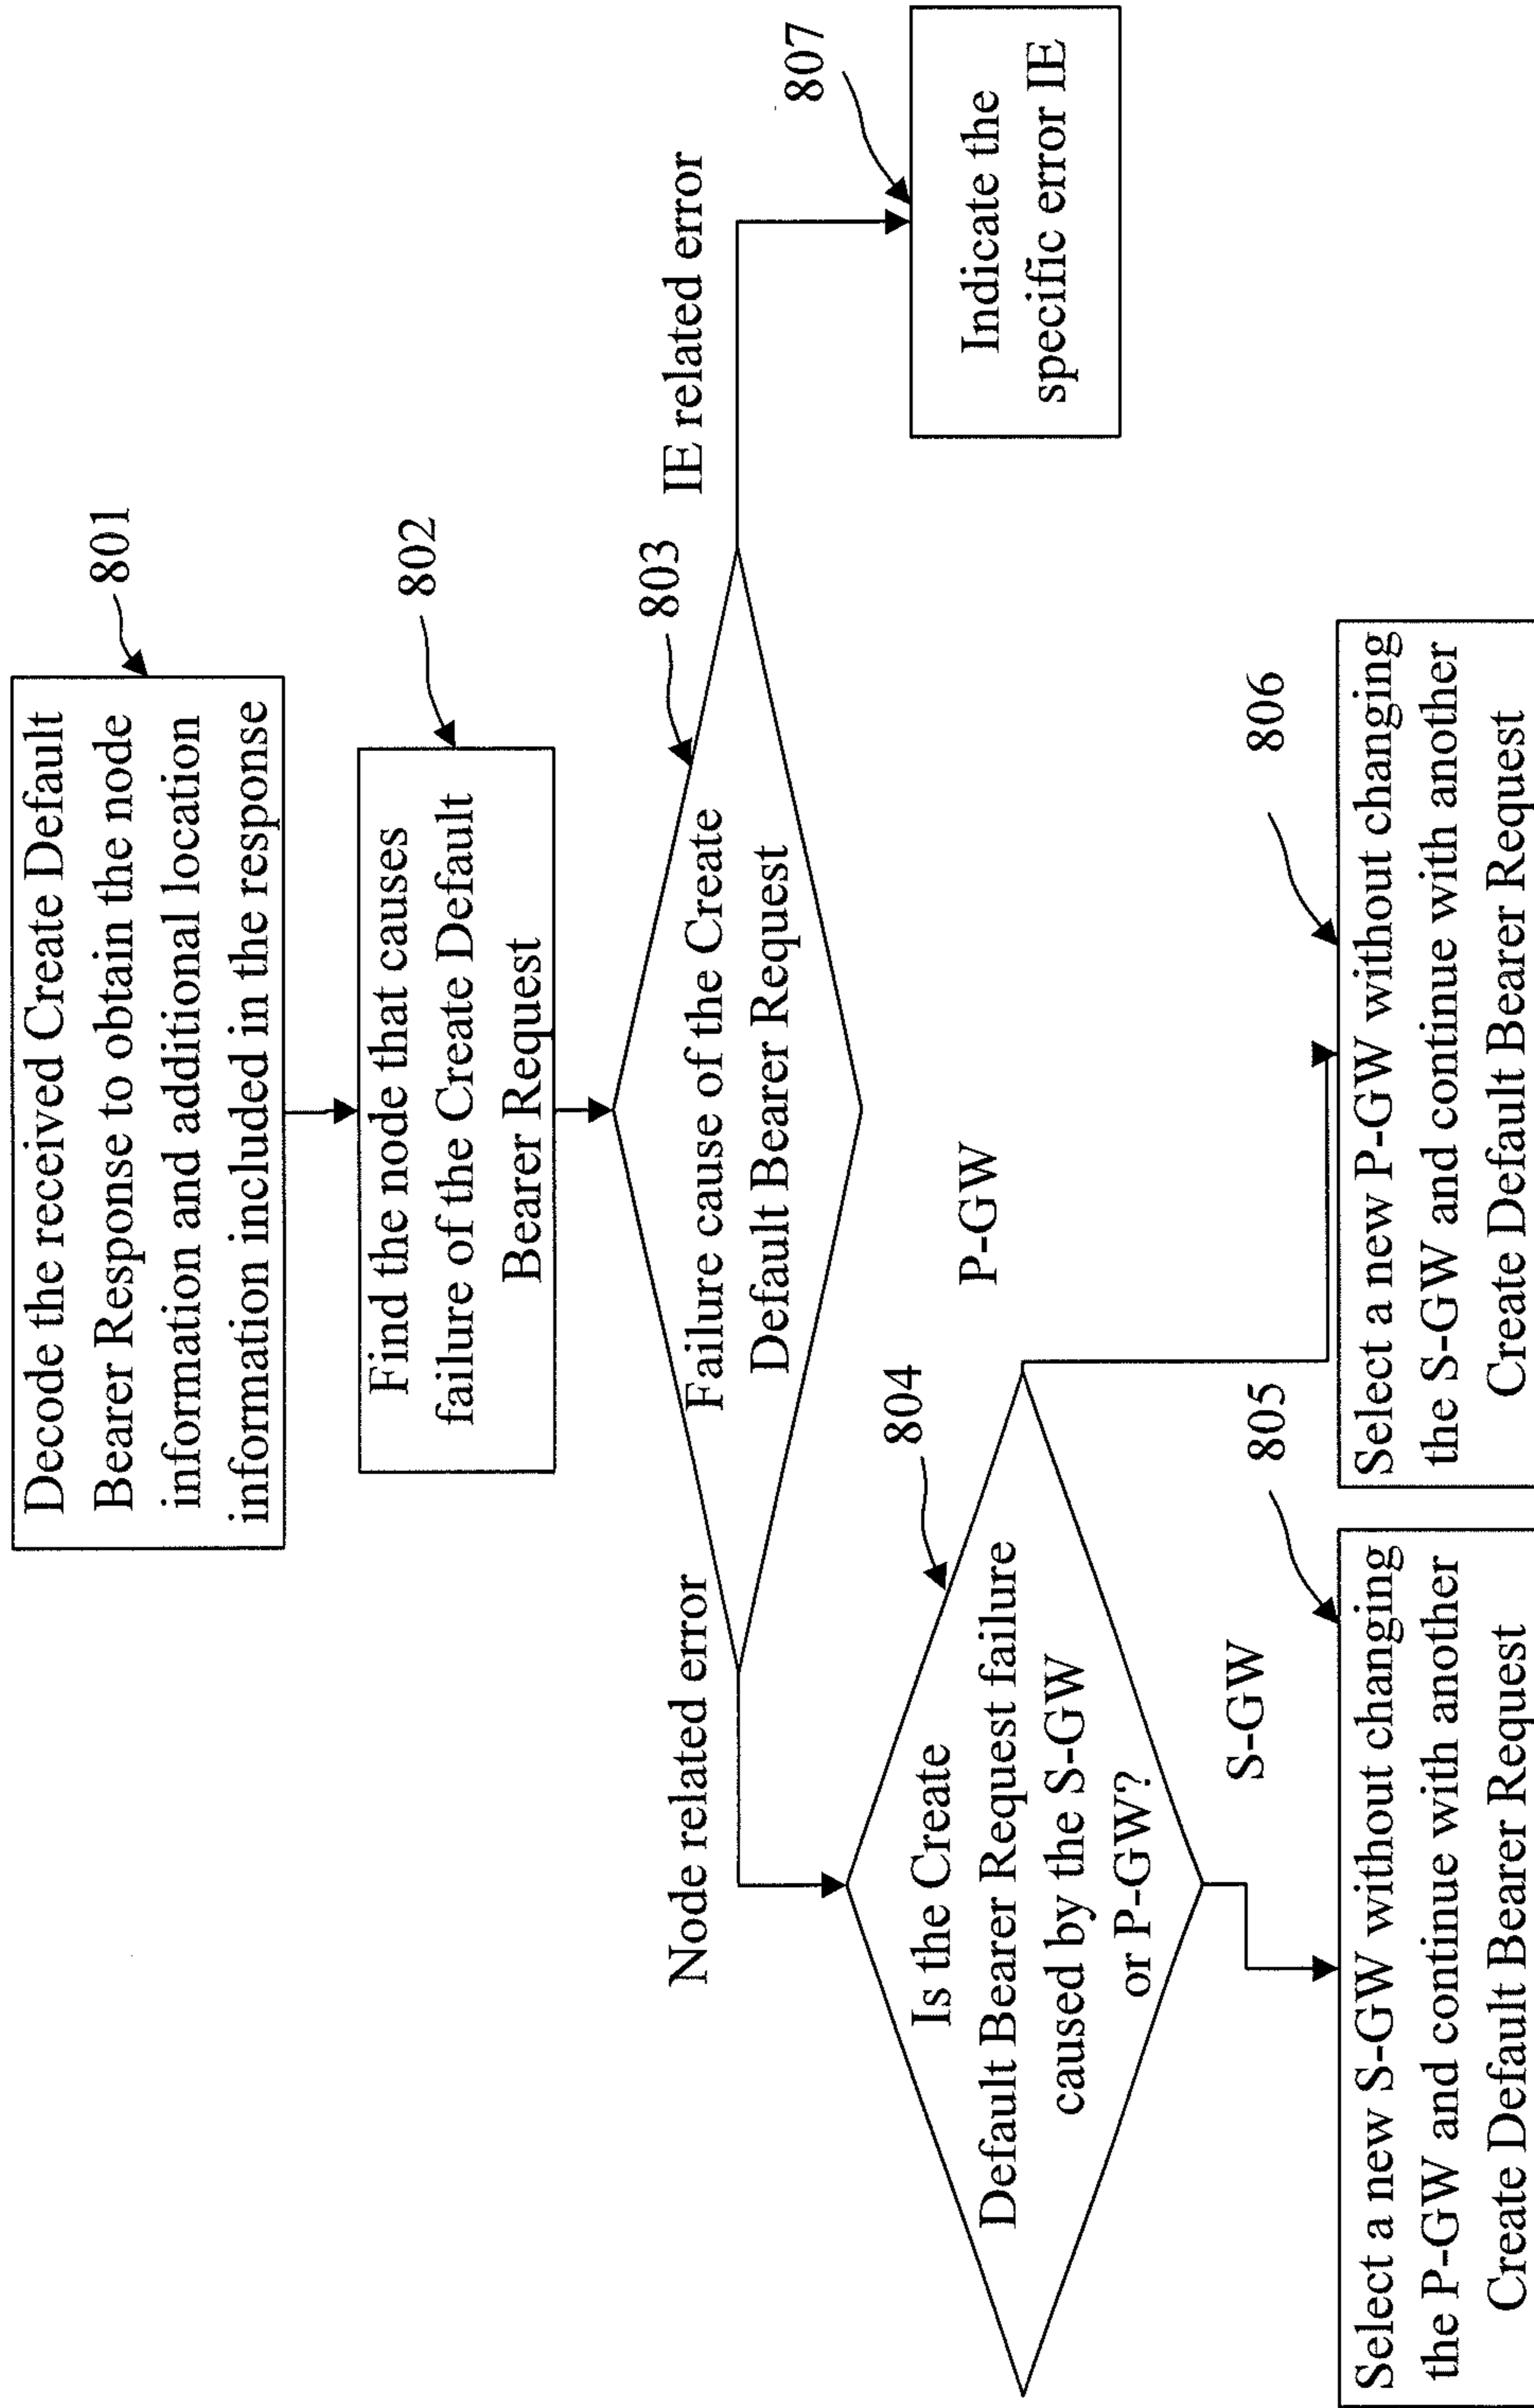 Decode the received Create Default
Bearer Response to obtain the node
information and additional location
information included in the response
801
Find the node that causes
failure of the Create Default
Bearer Request
802
Failure cause of the Create
Default Bearer Request
803
Node related error
IE related error
Is the Create
Default Bearer Request failure
caused by the S-GW
or P-GW?
804
P-GW
S-GW
Indicate the
specific error IE
807
Select a new S-GW without changing
the P-GW and continue with another
Create Default Bearer Request
805
Select a new P-GW without changing
the S-GW and continue with another
Create Default Bearer Request
806